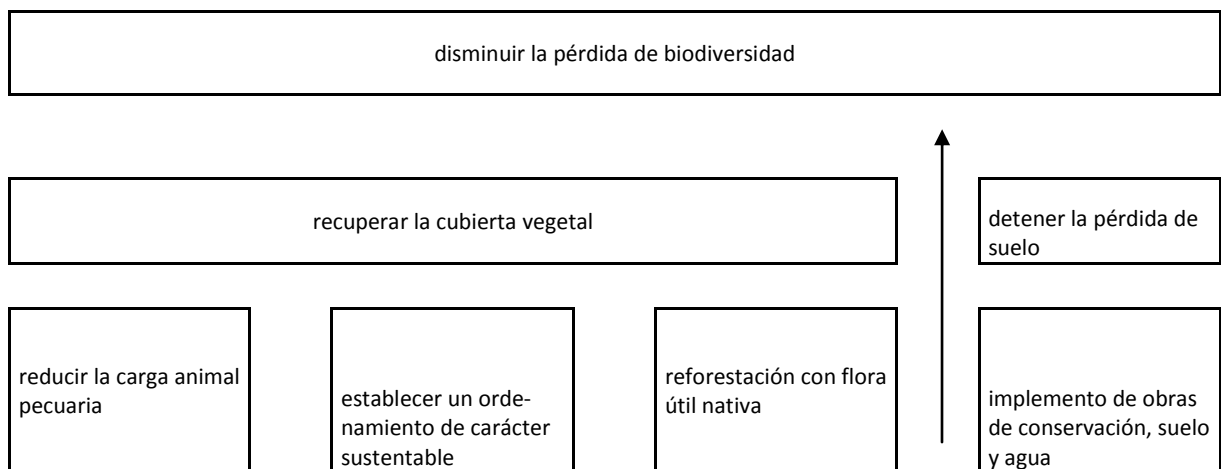 disminuir la pérdida de biodiversidad
recuperar la cubierta vegetal
detener la pérdida de
suelo
reducir la carga animal
pecuaria
establecer un orde-
namiento de carácter
sustentable
reforestación con flora
útil nativa
implemento de obras
de conservación, suelo
y agua